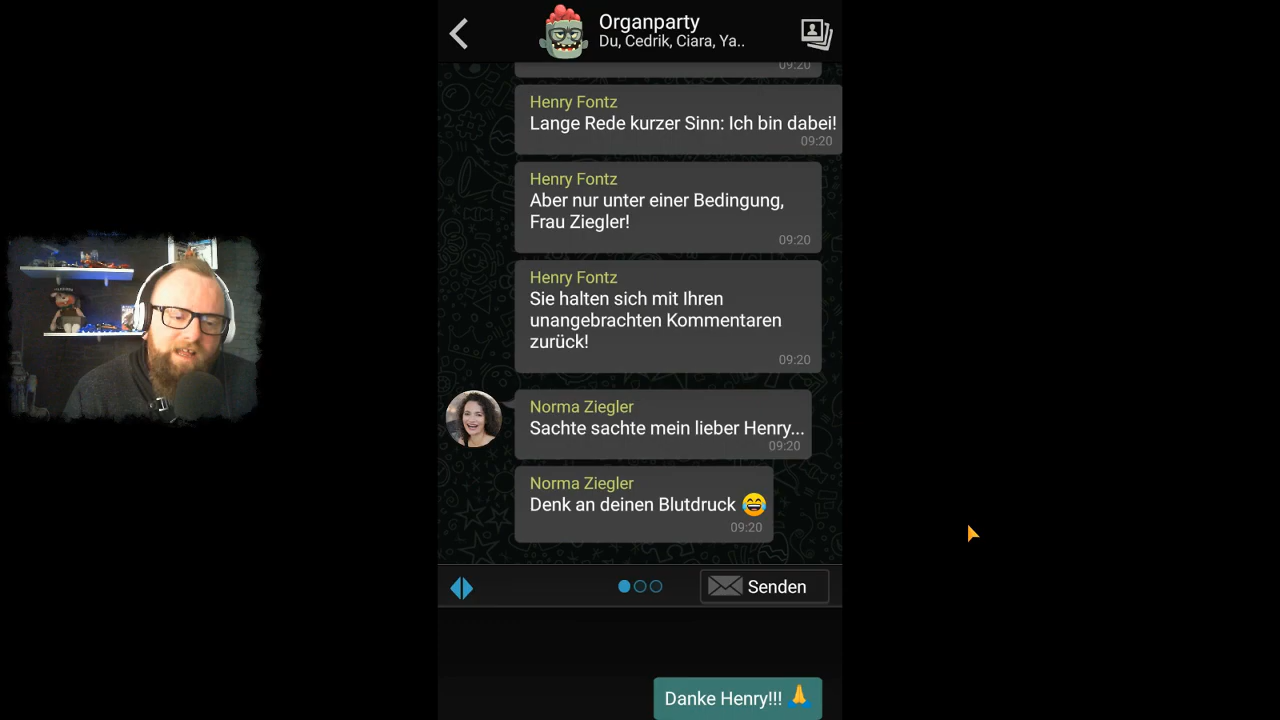 Organparty
Du, Cedrik, Ciara, Ya..
09:20
Henry Fontz
Lange Rede kurzer Sinn: Ich bin dabei!
09:20
Henry Fontz
Aber nur unter einer Bedingung,
Frau Ziegler!
09:20
Henry Fontz
Sie halten sich mit Ihren
unangebrachten Kommentaren
zurück!
09:20
Norma Ziegler
Sachte sachte mein lieber Henry...
09:20
Norma Ziegler
Denk an deinen Blutdruck 😂
09:20
Senden
Danke Henry!!! 🙏